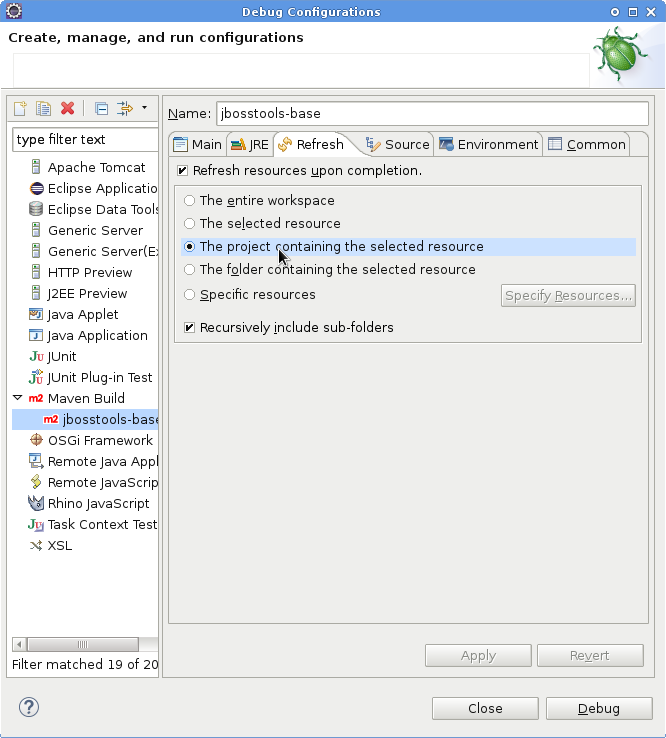 Debug Configurations
Create, manage, and run configurations
type filter text
Apache Tomcat
Eclipse Applicatio
Eclipse Data Tools
Generic Server
Generic Server(Ex
HTTP Preview
J2EE Preview
Java Applet
Java Application
JUnit
JUnit Plug-in Test
Maven Build
jbosstools-base
OSGi Framework
Remote Java Appl
Remote JavaScrip
Rhino JavaScript
Task Context Test
XSL
Filter matched 19 of 20
Name: jbosstools-base
Main JRE Refresh Source Environment Common
Refresh resources upon completion.
The entire workspace
The selected resource
The project containing the selected resource
The folder containing the selected resource
Specific resources Specify Resources...
Recursively include sub-folders
Apply Revert
Close Debug